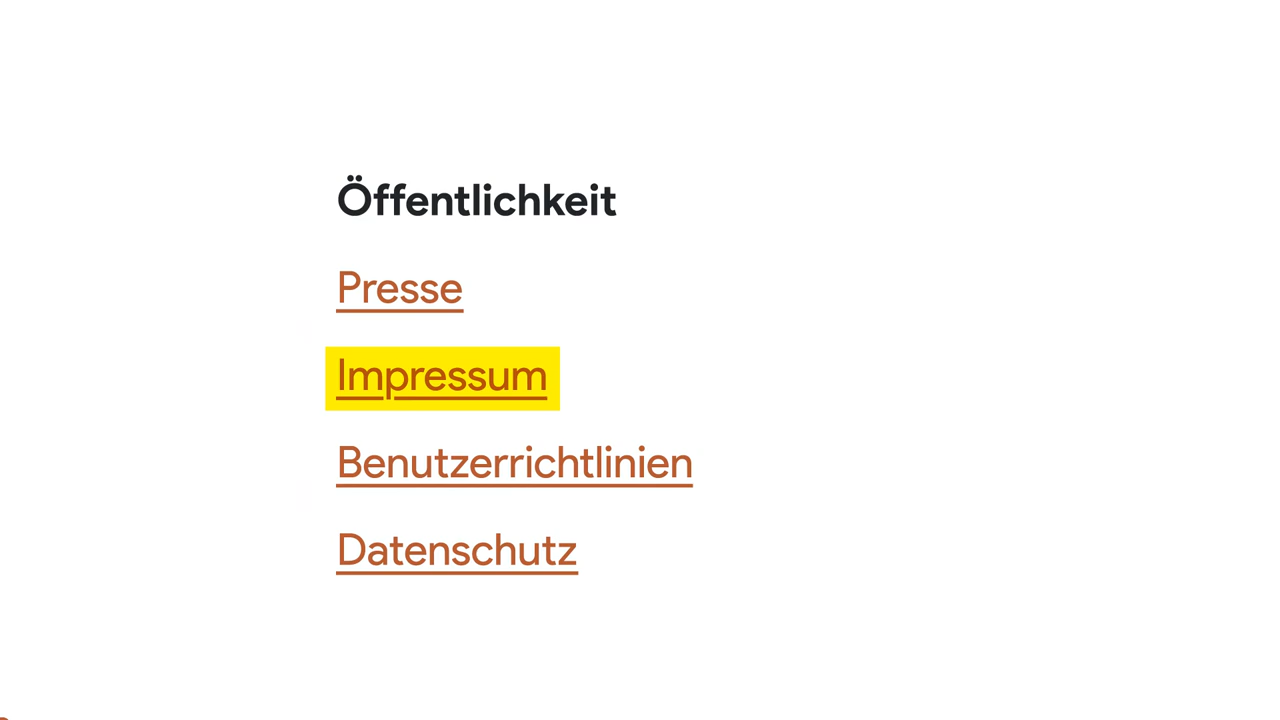 Öffentlichkeit
Presse
Impressum
Benutzerrichtlinien
Datenschutz